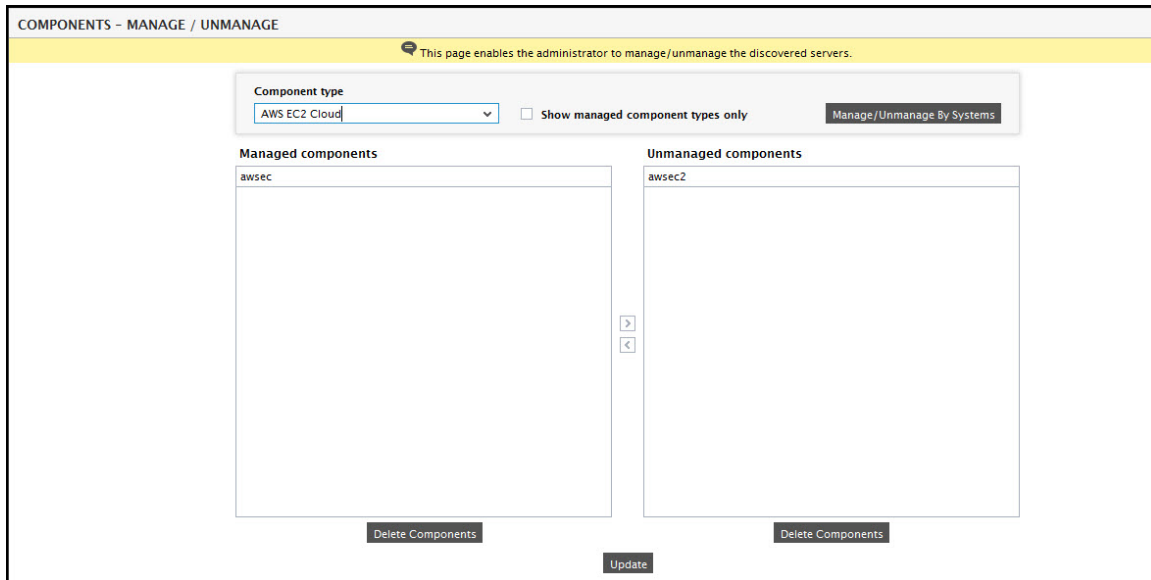 COMPONENTS - MANAGE / UNMANAGE
This page enables the administrator to manage/unmanage the discovered servers.
Component type
AWS EC2 Cloud
Show managed component types only
Manage/Unmanage By Systems
Managed components
Unmanaged components
awsec
awsec2
>
<
Delete Components
Delete Components
Update